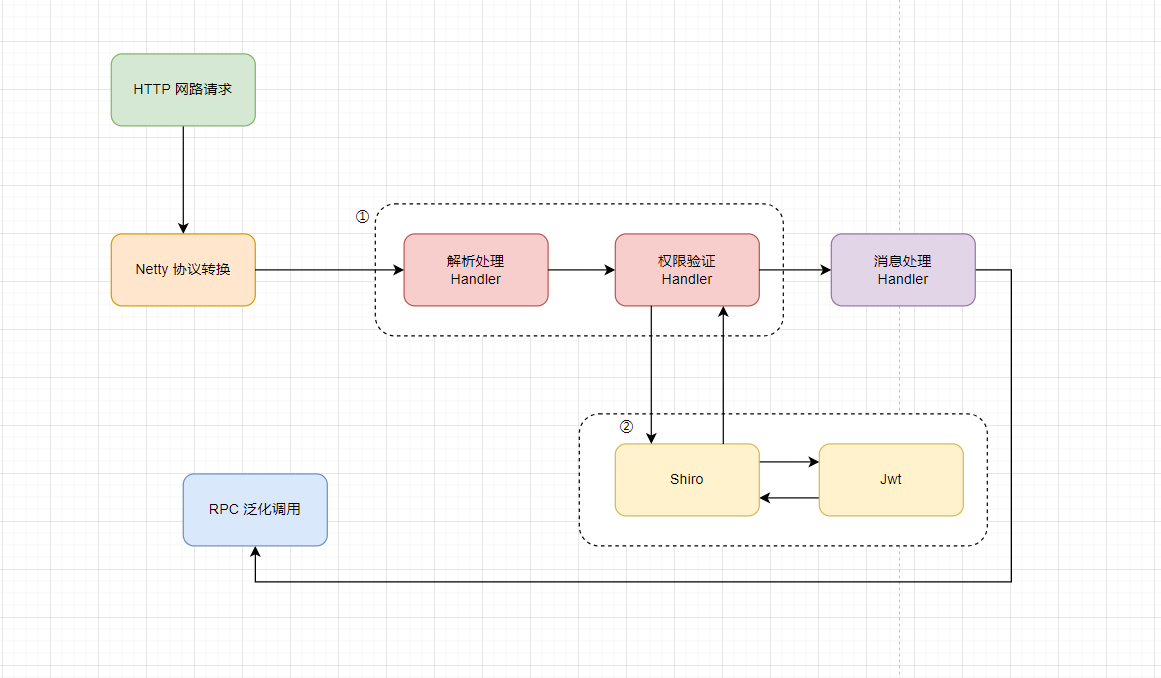 HTTP 网路请求
①
Netty 协议转换
解析处理
Handler
权限验证
Handler
消息处理
Handler
②
Shiro
Jwt
RPC 泛化调用